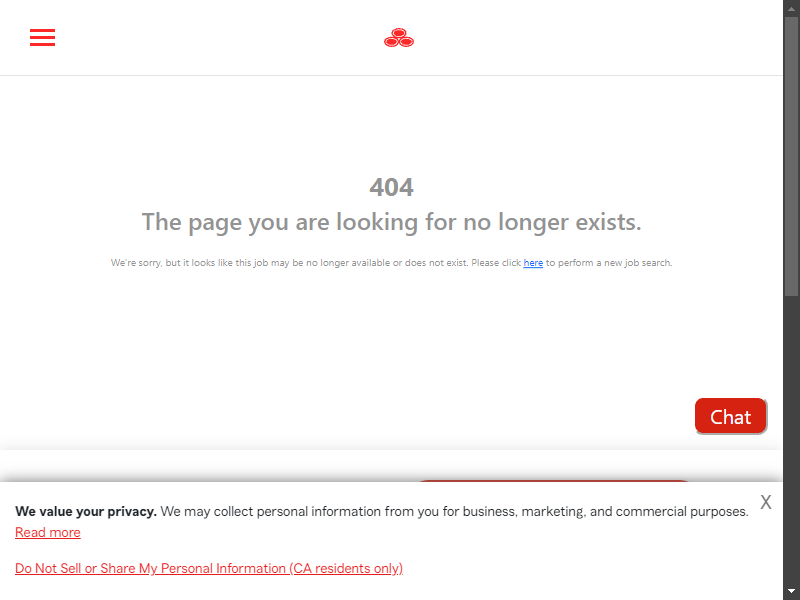 404
The page you are looking for no longer exists.
We're sorry, but it looks like this job may be no longer available or does not exist. Please click here to perform a new job search.
Chat
X
We value your privacy. We may collect personal information from you for business, marketing, and commercial purposes.
Read more
Do Not Sell or Share My Personal Information (CA residents only)